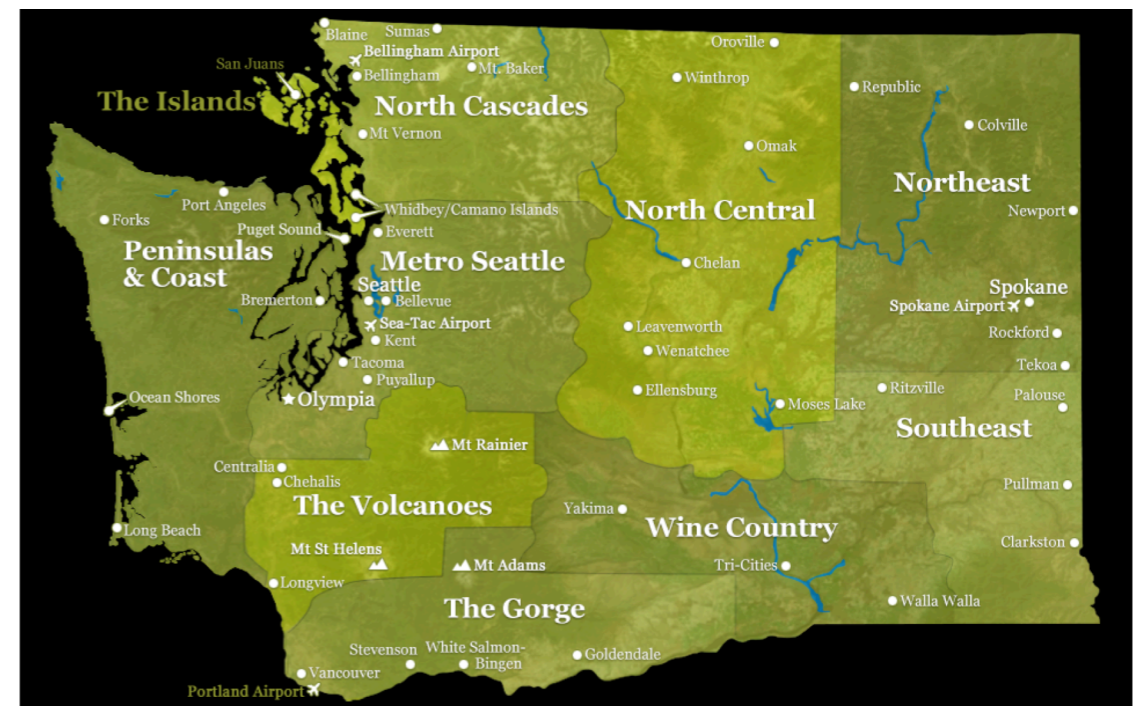 Blaine
Sumas
Bellingham Airport
Bellingham
Mt. Baker
San Juans
The Islands
North Cascades
Mt Vernon
Oroville
Winthrop
Omak
North Central
Chelan
Leavenworth
Wenatchee
Ellensburg
Moses Lake
Republic
Colville
Northeast
Newport
Spokane
Spokane Airport
Rockford
Tekoa
Port Angeles
Forks
Peninsulas
& Coast
Puget Sound
Whidbey/Camano Islands
Everett
Metro Seattle
Seattle
Bremerton
Bellevue
Sea-Tac Airport
Kent
Tacoma
Puyallup
Olympia
Ocean Shores
Long Beach
Ritzville
Palouse
Southeast
Pullman
Clarkston
Mt Rainier
Centralia
Chehalis
The Volcanoes
Mt St Helens
Longview
Yakima
Wine Country
Tri-Cities
Walla Walla
Mt Adams
The Gorge
Stevenson
White Salmon-
Bingen
Goldendale
Vancouver
Portland Airport